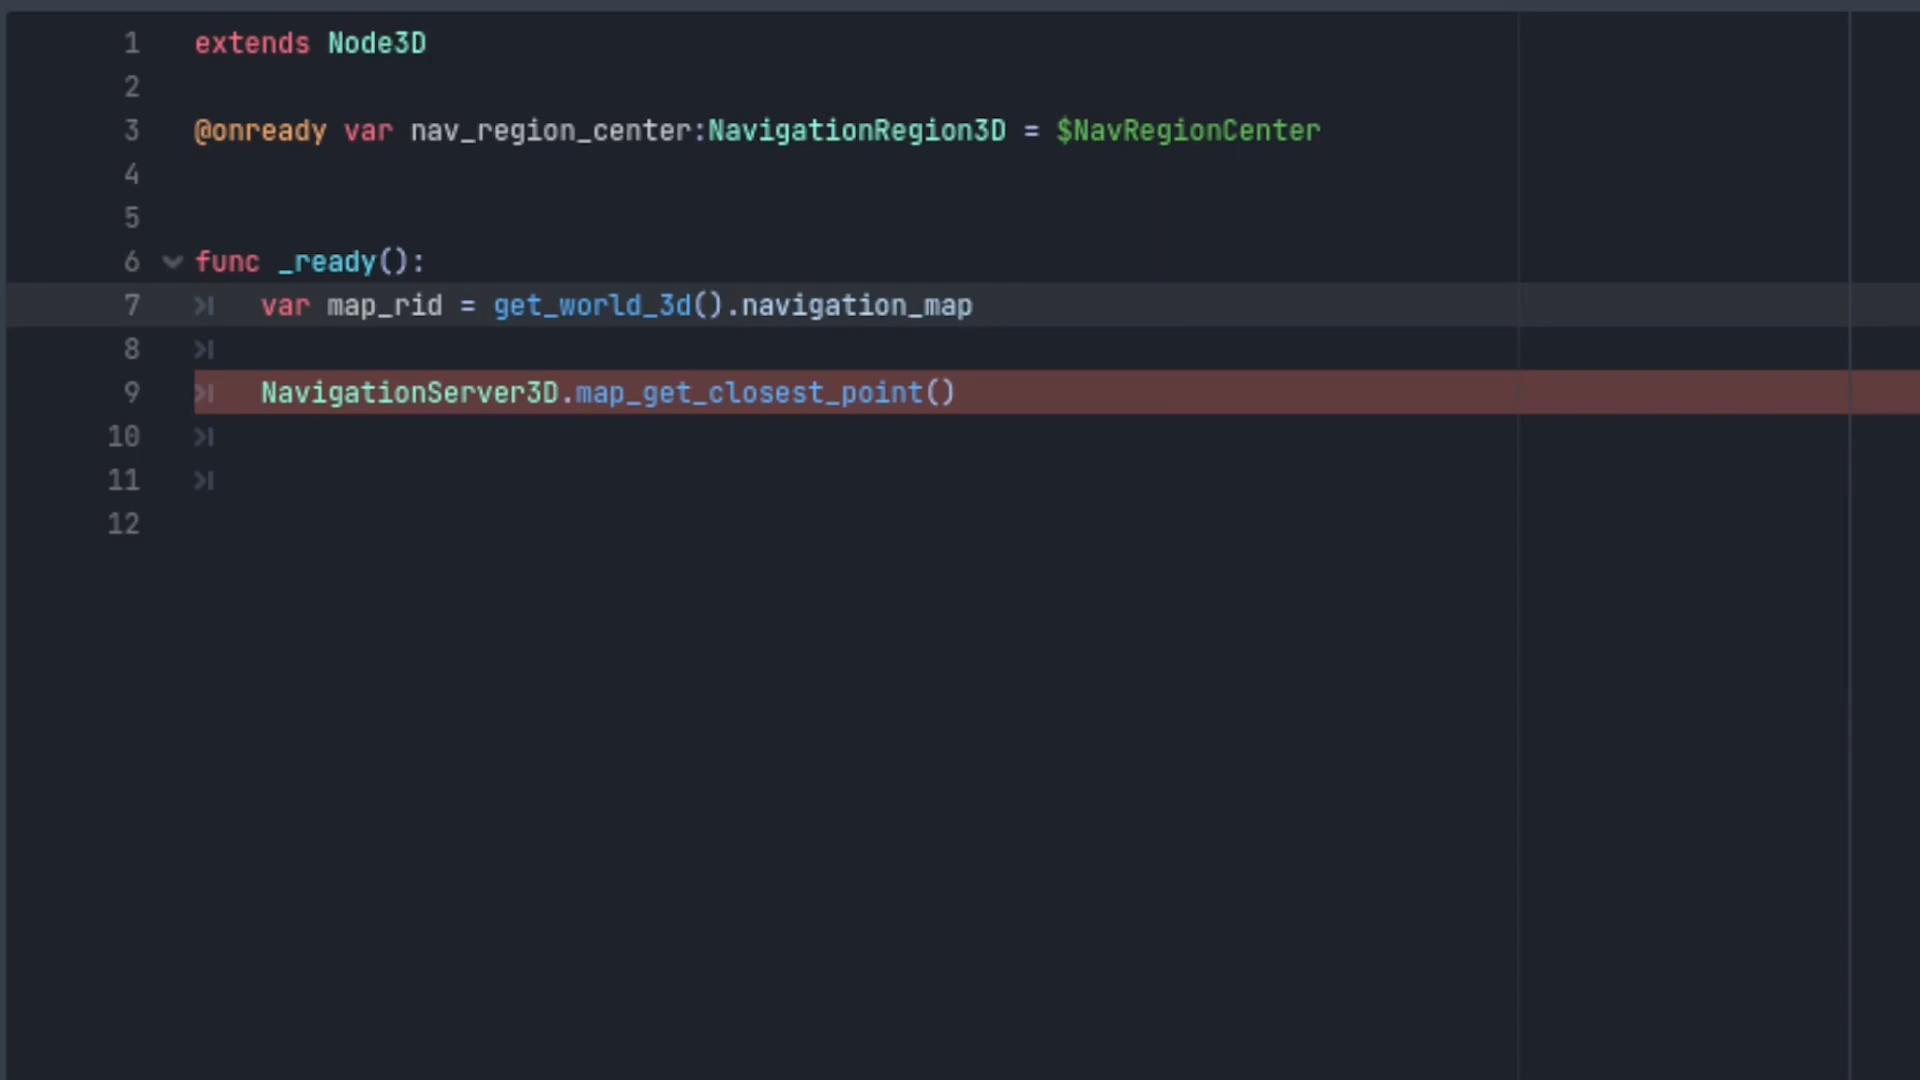 1 extends Node3D
2
3 @onready var nav_region_center:NavigationRegion3D = $NavRegionCenter
4
5
6 func _ready():
7 var map_rid = get_world_3d().navigation_map
8
9 NavigationServer3D.map_get_closest_point()
10
11
12